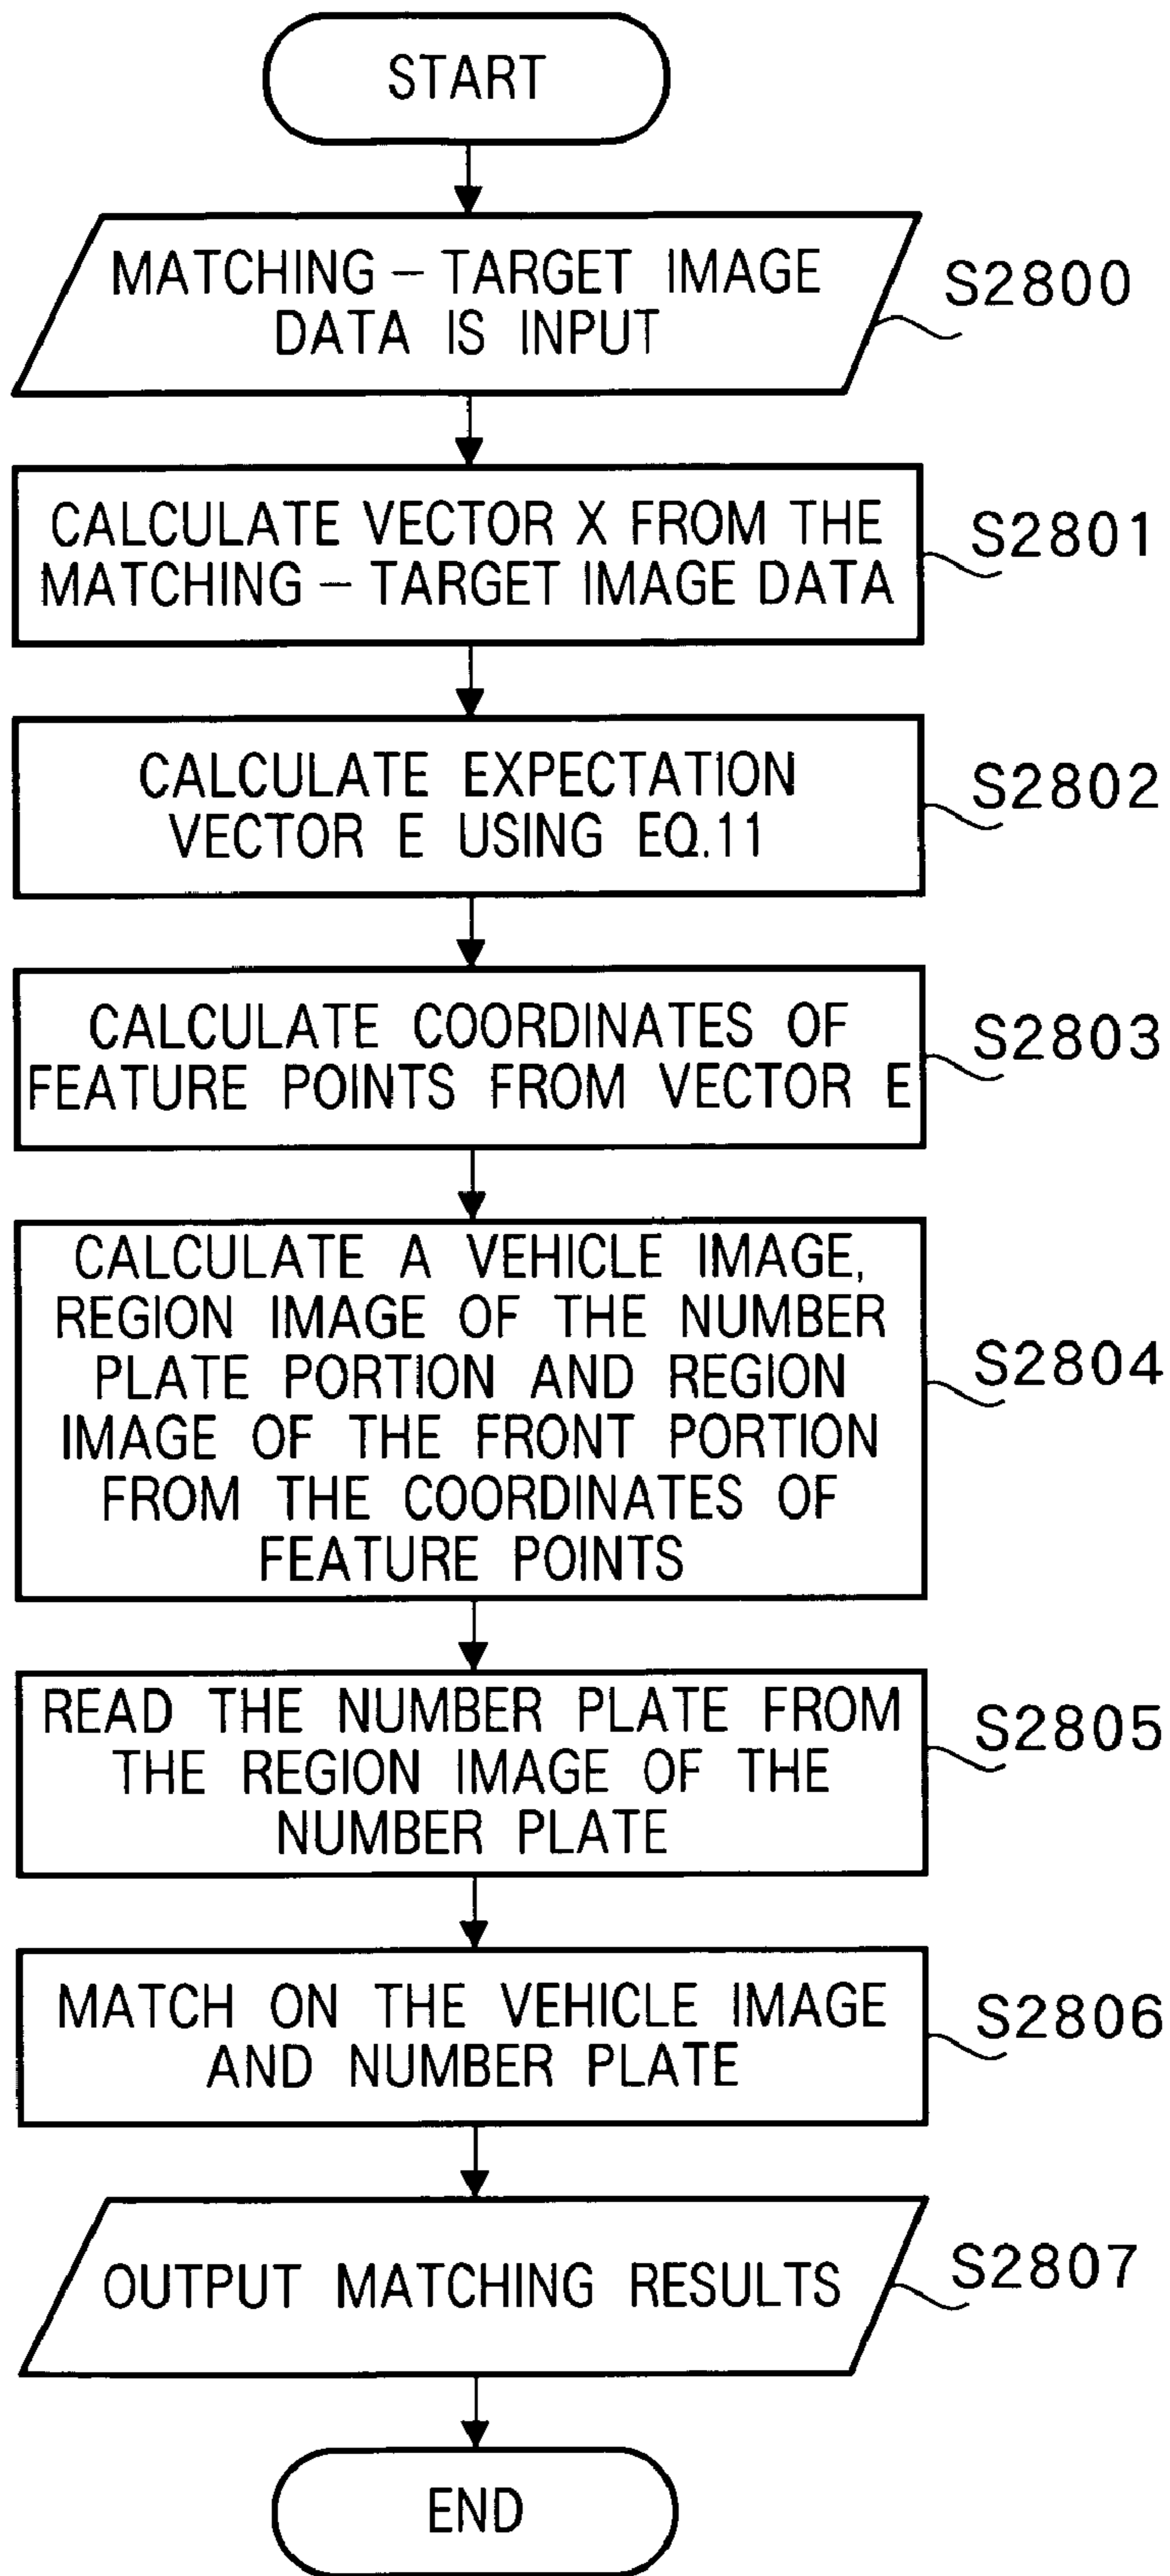 START
MATCHING – TARGET IMAGE
DATA IS INPUT
S2800
CALCULATE VECTOR X FROM THE
MATCHING – TARGET IMAGE DATA
S2801
CALCULATE EXPECTATION
VECTOR E USING EQ.11
S2802
CALCULATE COORDINATES OF
FEATURE POINTS FROM VECTOR E
S2803
CALCULATE A VEHICLE IMAGE,
REGION IMAGE OF THE NUMBER
PLATE PORTION AND REGION
IMAGE OF THE FRONT PORTION
FROM THE COORDINATES OF
FEATURE POINTS
S2804
READ THE NUMBER PLATE FROM
THE REGION IMAGE OF THE
NUMBER PLATE
S2805
MATCH ON THE VEHICLE IMAGE
AND NUMBER PLATE
S2806
OUTPUT MATCHING RESULTS
S2807
END